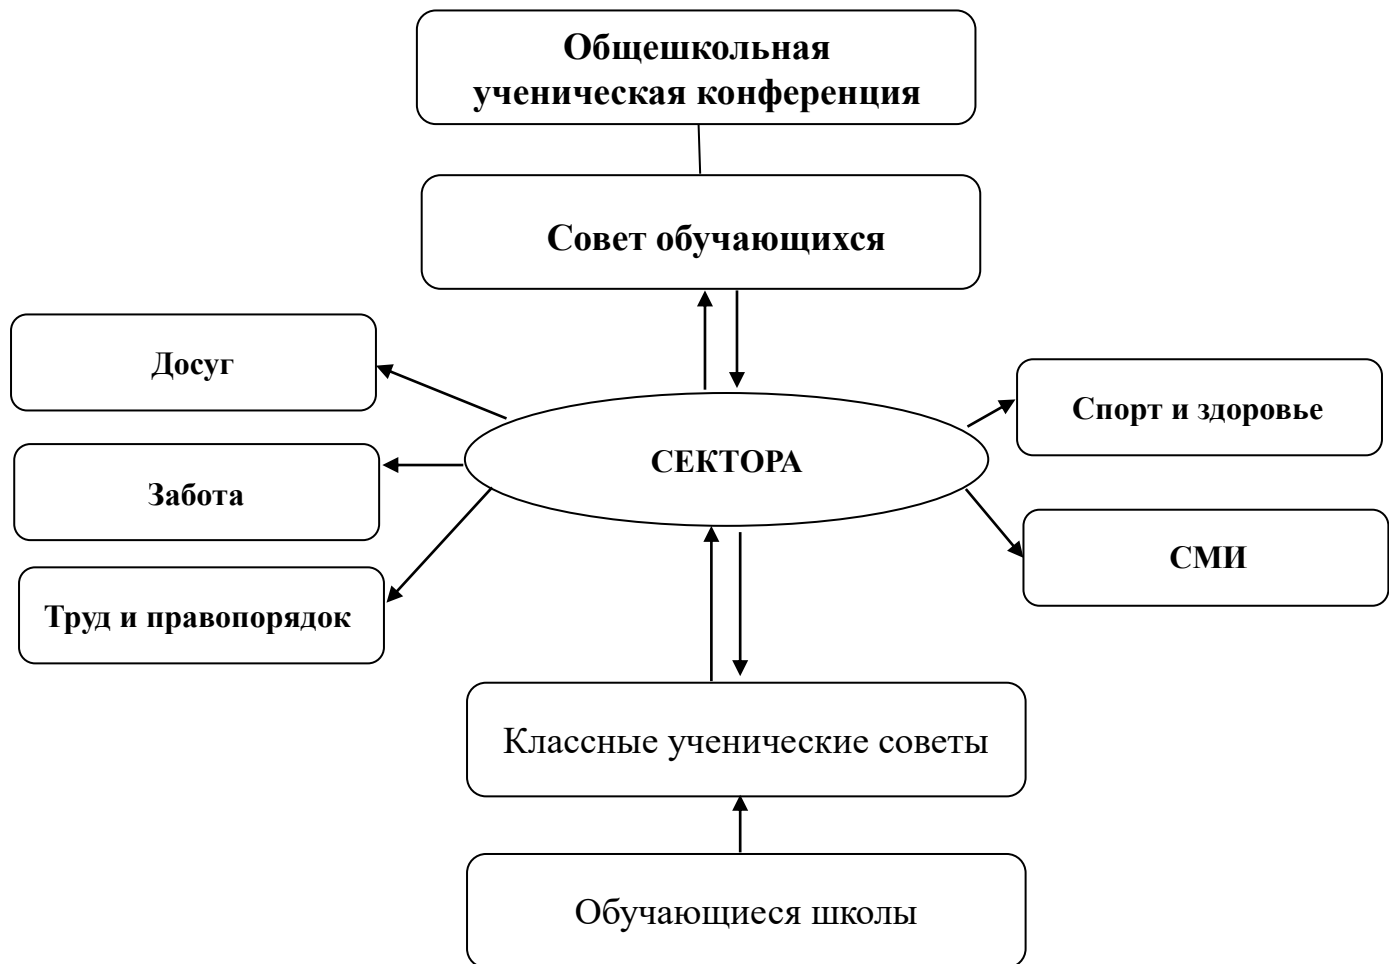 Общешкольная
ученическая конференция
Совет обучающихся
Досуг
Спорт и здоровье
СЕКТОРА
Забота
СМИ
Труд и правопорядок
Классные ученические советы
Обучающиеся школы